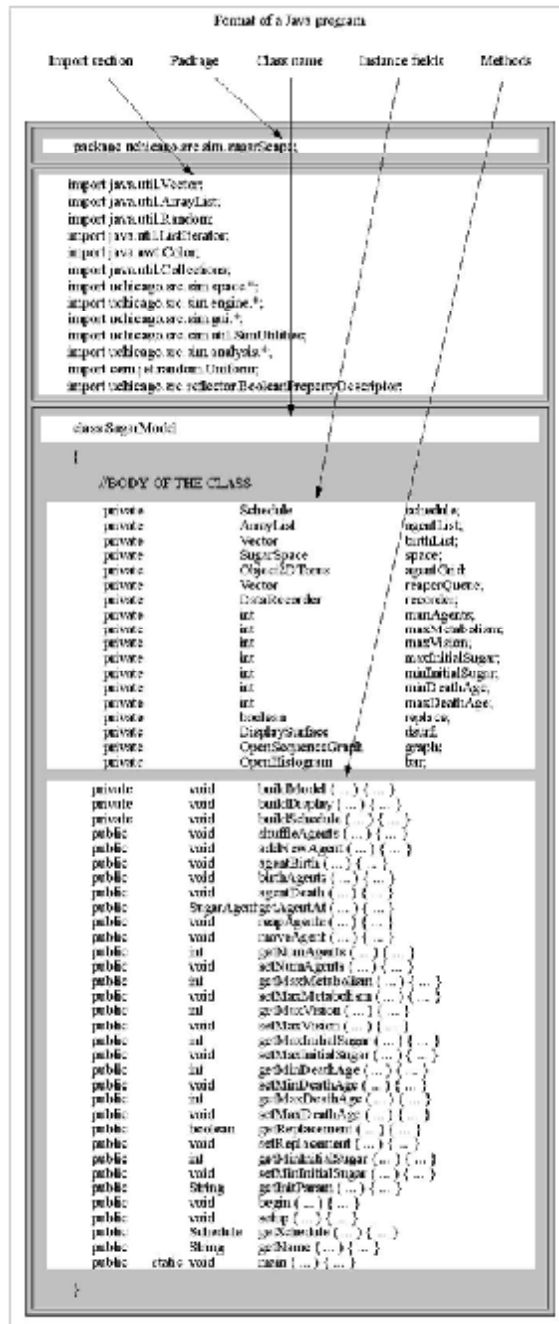 Format of a Java program
Import section Package Class name Instance fields Methods
package uchicago.src.sim.sugarScape;
import java.util.Vector;
import java.util.ArrayList;
import java.util.Random;
import java.util.ListIterator;
import java.awt.Color;
import java.util.Collections;
import uchicago.src.sim.space.*;
import uchicago.src.sim.engine.*;
import uchicago.src.sim.gui.*;
import uchicago.src.sim.util.SimUtilities;
import uchicago.src.sim.analysis.*;
import cern.jet.random.Uniform;
import uchicago.src.reflector.BooleanPropertyDescriptor;
class SugarModel
{
//BODY OF THE CLASS
private Schedule schedule;
private ArrayList agentList;
private Vector birthList;
private SugarSpace space;
private Object2DTorus agentGrid;
private Vector reaperQueue;
private DataRecorder recorder;
private int numAgents;
private int maxMetabolism;
private int maxVision;
private int maxInitialSugar;
private int minInitialSugar;
private int minDeathAge;
private int maxDeathAge;
private boolean replace;
private DisplaySurface dsurf;
private OpenSequenceGraph graph;
private OpenHistogram bar;
private void buildModel ( ... ) { ... }
private void buildDisplay ( ... ) { ... }
private void buildSchedule ( ... ) { ... }
public void shuffleAgents ( ... ) { ... }
public void addNewAgent ( ... ) { ... }
public void agentBirth ( ... ) { ... }
public void birthAgents ( ... ) { ... }
public void agentDeath ( ... ) { ... }
public SugarAgent getAgentAt ( ... ) { ... }
public void reapAgents ( ... ) { ... }
public void moveAgent ( ... ) { ... }
public int getNumAgents ( ... ) { ... }
public void setNumAgents ( ... ) { ... }
public int getMaxMetabolism ( ... ) { ... }
public void setMaxMetabolism ( ... ) { ... }
public int getMaxVision ( ... ) { ... }
public void setMaxVision ( ... ) { ... }
public int getMaxInitialSugar ( ... ) { ... }
public void setMaxInitialSugar ( ... ) { ... }
public int getMinDeathAge ( ... ) { ... }
public void setMinDeathAge ( ... ) { ... }
public int getMaxDeathAge ( ... ) { ... }
public void setMaxDeathAge ( ... ) { ... }
public boolean getReplacement ( ... ) { ... }
public void setReplacement ( ... ) { ... }
public int getMinInitialSugar ( ... ) { ... }
public void setMinInitialSugar ( ... ) { ... }
public String getInitParam ( ... ) { ... }
public void begin ( ... ) { ... }
public void setup ( ... ) { ... }
public Schedule getSchedule ( ... ) { ... }
public String getName ( ... ) { ... }
public static void main ( ... ) { ... }
}